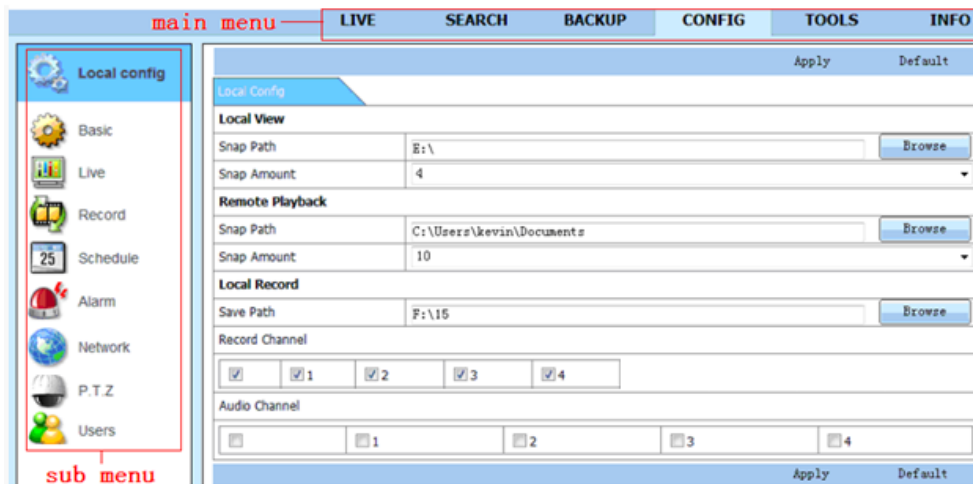 main menu
LIVE SEARCH BACKUP CONFIG TOOLS INFO
Local config
Basic
Live
Record
25
Schedule
Alarm
Network
P.T.Z
Users
sub menu
Apply Default
Local Config
Local View
Snap Path E:\ Browse
Snap Amount 4
Remote Playback
Snap Path C:\Users\kevin\Documents Browse
Snap Amount 10
Local Record
Save Path F:\15 Browse
Record Channel
1 2 3 4
Audio Channel
1 2 3 4
Apply Default